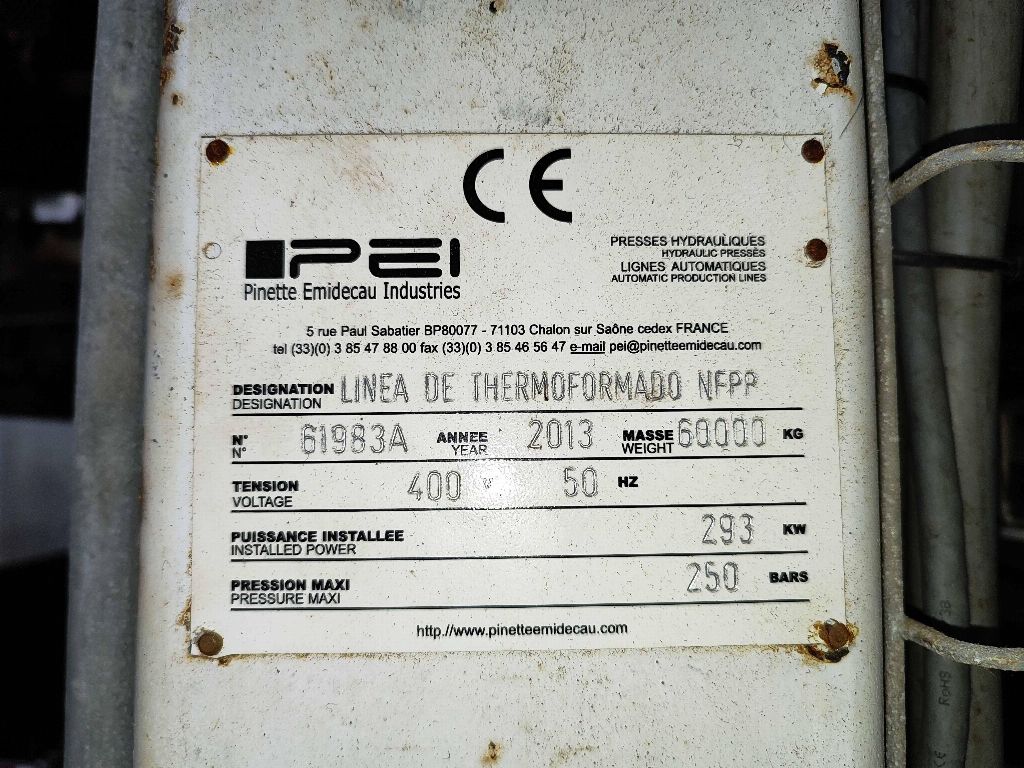 CE
PEI
Pinette Emidecau Industries
PRESSES HYDRAULIQUES
HYDRAULIC PRESSES
LIGNES AUTOMATIQUES
AUTOMATIC PRODUCTION LINES
5 rue Paul Sabatier BP80077 - 71103 Chalon sur Saône cedex FRANCE
tel (33)(0) 3 85 47 88 00 fax (33)(0) 3 85 46 56 47 e-mail pei@pinetteemidecau.com
DESIGNATION LINEA DE THERMOFORMADO NFPP
DESIGNATION
N° 61983A ANNEE 2013 MASSE 60000 KG
N° YEAR WEIGHT
TENSION 400 V 50 HZ
VOLTAGE
PUISSANCE INSTALLEE 293 KW
INSTALLED POWER
PRESSION MAXI 250 BARS
PRESSURE MAXI
http://www.pinetteemidecau.com
RoHS
CE